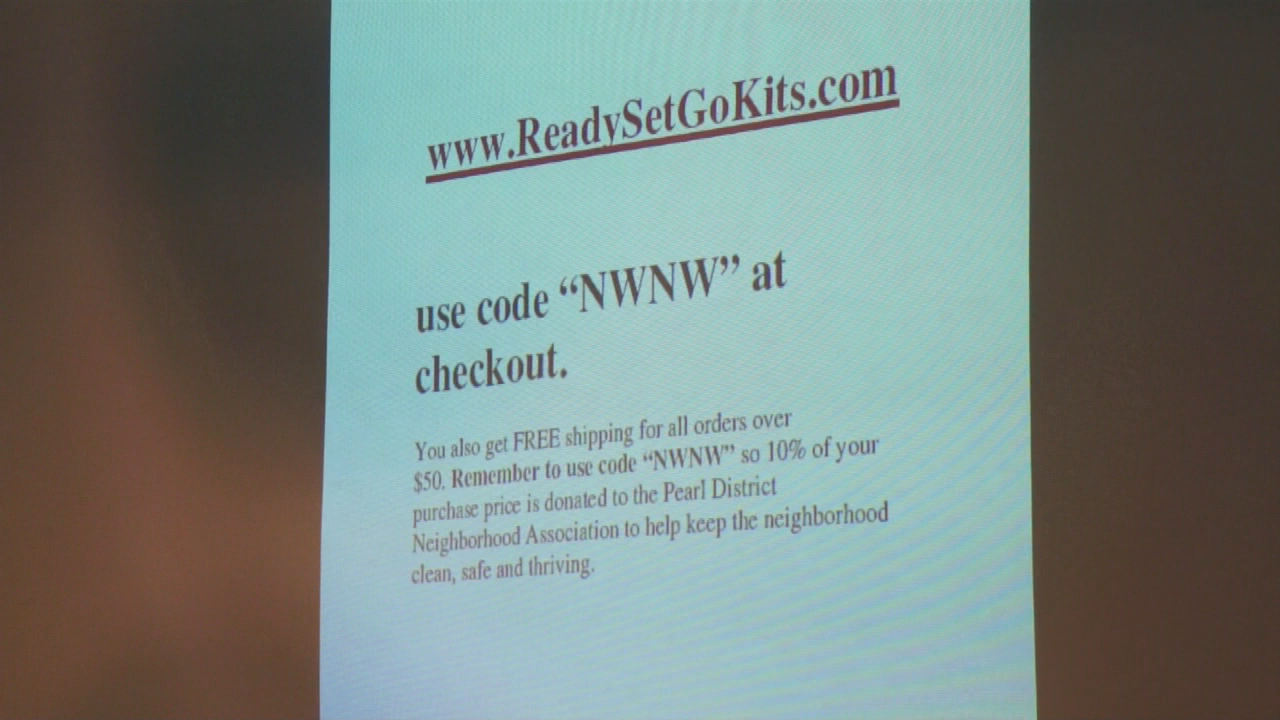 www.ReadySetGoKits.com
use code “NWNW” at
checkout.
You also get FREE shipping for all orders over
$50. Remember to use code “NWNW” so 10% of your
purchase price is donated to the Pearl District
Neighborhood Association to help keep the neighborhood
clean, safe and thriving.